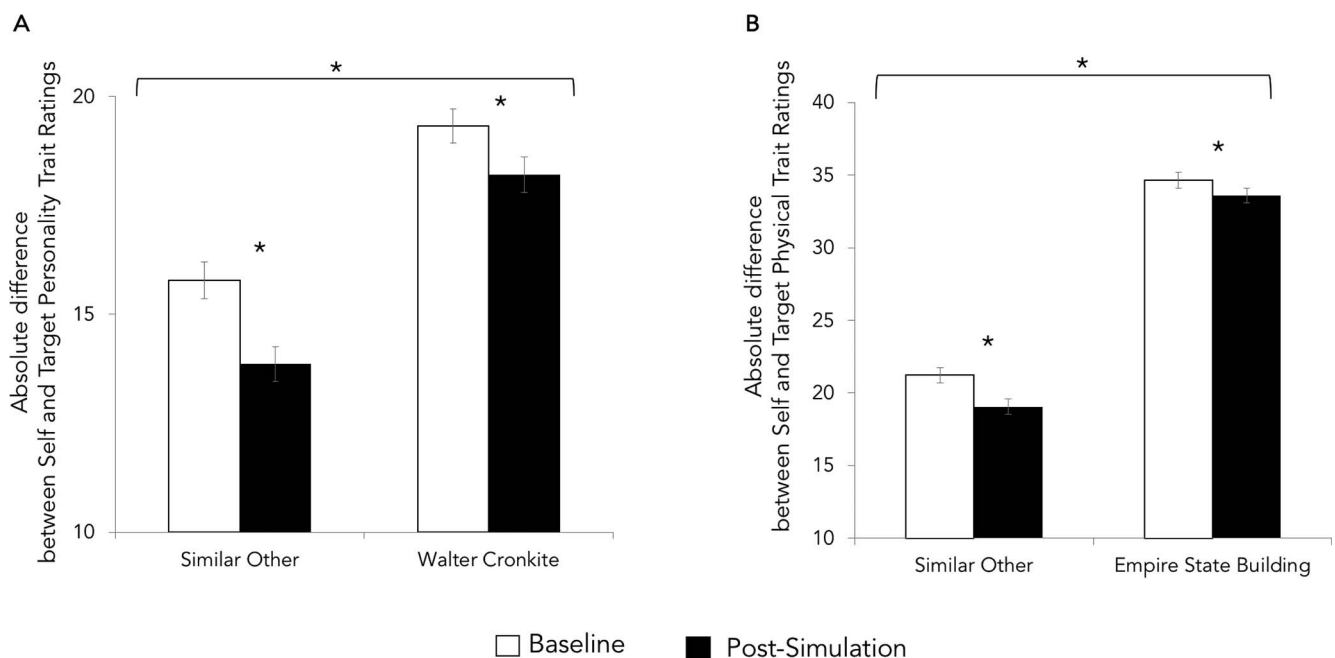 A
Absolute difference
between Self and Target Personality Trait Ratings
*
20
15
10
*
*
Similar Other
Walter Cronkite
B
Absolute difference
between Self and Target Physical Trait Ratings
*
40
35
30
25
20
15
10
*
*
Similar Other
Empire State Building
Baseline
Post-Simulation